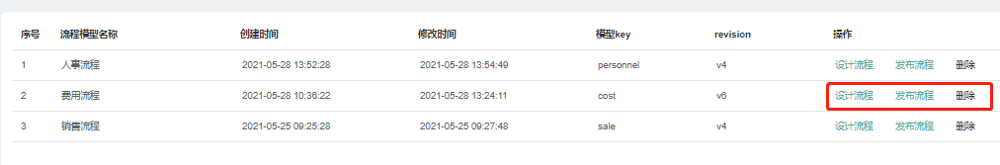 序号 流程模型名称 创建时间 修改时间 模型key revision 操作
1 人事流程 2021-05-28 13:52:28 2021-05-28 13:54:49 personnel v4 设计流程 发布流程 删除
2 费用流程 2021-05-28 10:36:22 2021-05-28 13:24:11 cost v6 设计流程 发布流程 删除
3 销售流程 2021-05-25 09:25:28 2021-05-25 09:27:48 sale v4 设计流程 发布流程 删除